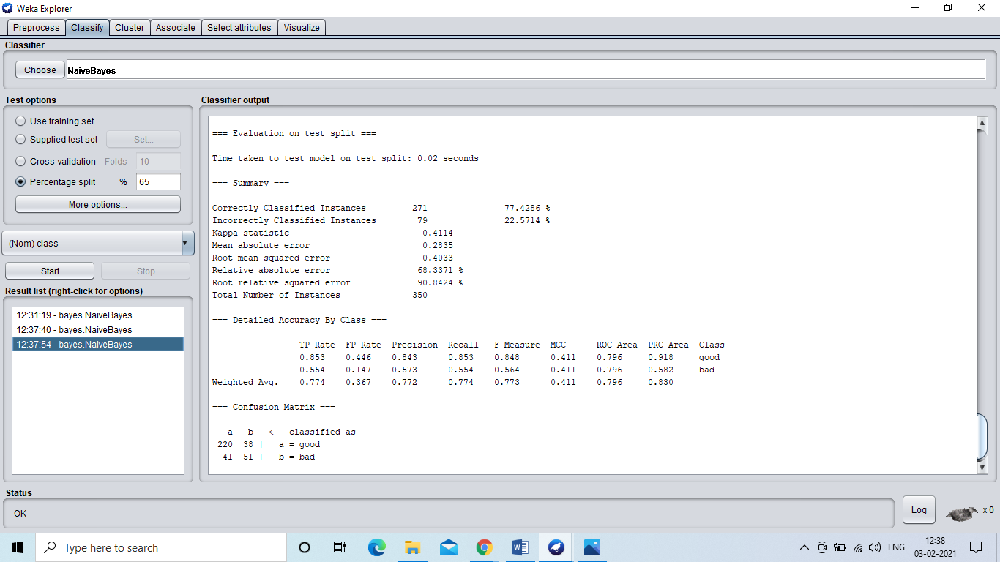 Weka Explorer
Preprocess Classify Cluster Associate Select attributes Visualize
Classifier
Choose NaiveBayes
Test options
Use training set
Supplied test set Set...
Cross-validation Folds 10
Percentage split % 65
More options...
(Nom) class
Start Stop
Result list (right-click for options)
12:31:19 - bayes.NaiveBayes
12:37:40 - bayes.NaiveBayes
12:37:54 - bayes.NaiveBayes
Classifier output
=== Evaluation on test split ===
Time taken to test model on test split: 0.02 seconds
=== Summary ===
Correctly Classified Instances 271 77.4286 %
Incorrectly Classified Instances 79 22.5714 %
Kappa statistic 0.4114
Mean absolute error 0.2835
Root mean squared error 0.4033
Relative absolute error 68.3371 %
Root relative squared error 90.8424 %
Total Number of Instances 350
=== Detailed Accuracy By Class ===
TP Rate FP Rate Precision Recall F-Measure MCC ROC Area PRC Area Class
0.853 0.446 0.843 0.853 0.848 0.411 0.796 0.918 good
0.554 0.147 0.573 0.554 0.564 0.411 0.796 0.582 bad
Weighted Avg. 0.774 0.367 0.772 0.774 0.773 0.411 0.796 0.830
=== Confusion Matrix ===
a b <-- classified as
220 38 | a = good
41 51 | b = bad
Status
OK
Log x 0
Type here to search
ENG
12:38
03-02-2021